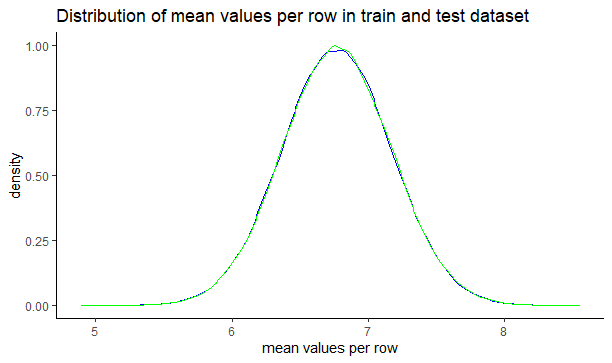 Distribution of mean values per row in train and test dataset
1.00
0.75
0.50
0.25
0.00
density
5 6 7 8
mean values per row